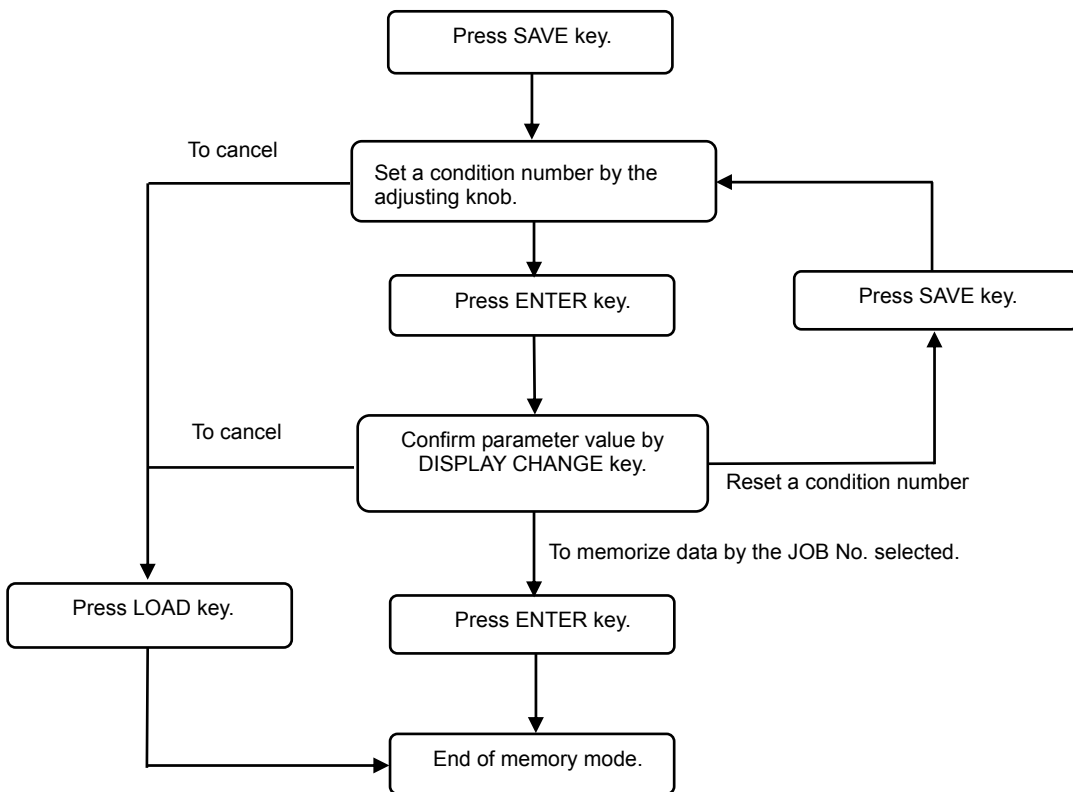 Press SAVE key.
To cancel
Set a condition number by the
adjusting knob.
Press ENTER key.
Press SAVE key.
To cancel
Confirm parameter value by
DISPLAY CHANGE key.
Reset a condition number
To memorize data by the JOB No. selected.
Press LOAD key.
Press ENTER key.
End of memory mode.